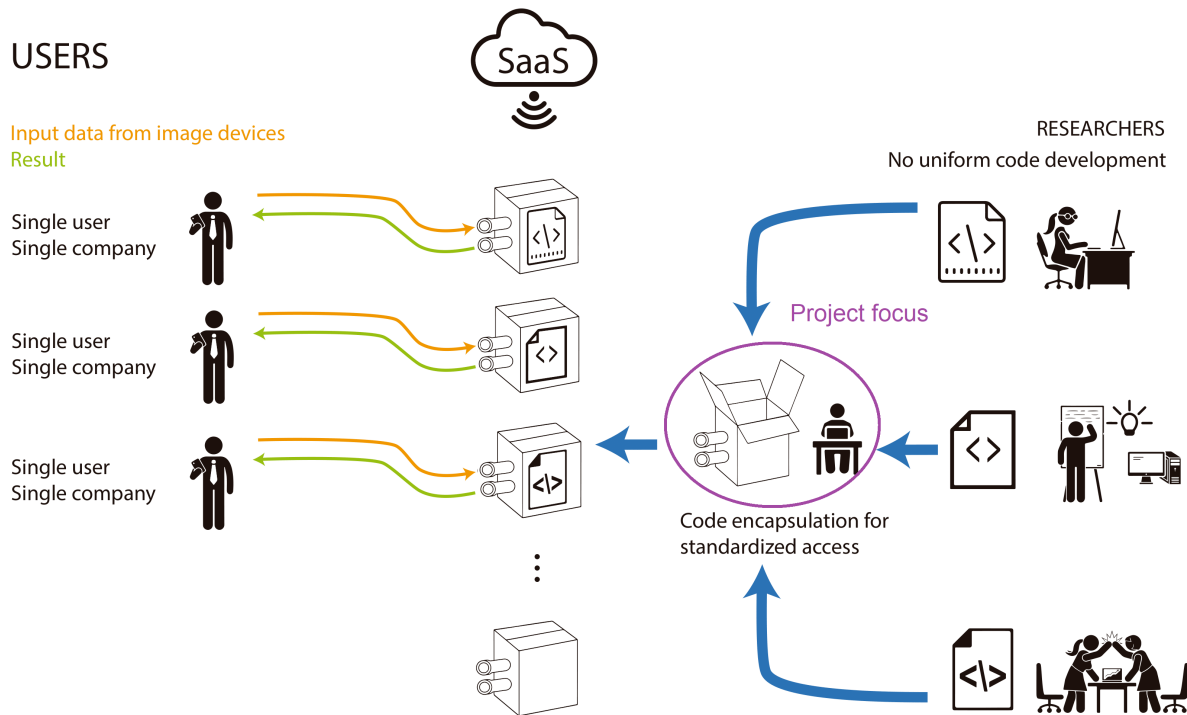 USERS
SaaS
Input data from image devices
Result
RESEARCHERS
No uniform code development
Single user
Single company
</>
</>
Project focus
Single user
Single company
<>
<>
Single user
Single company
</>
Code encapsulation for
standardized access
</>